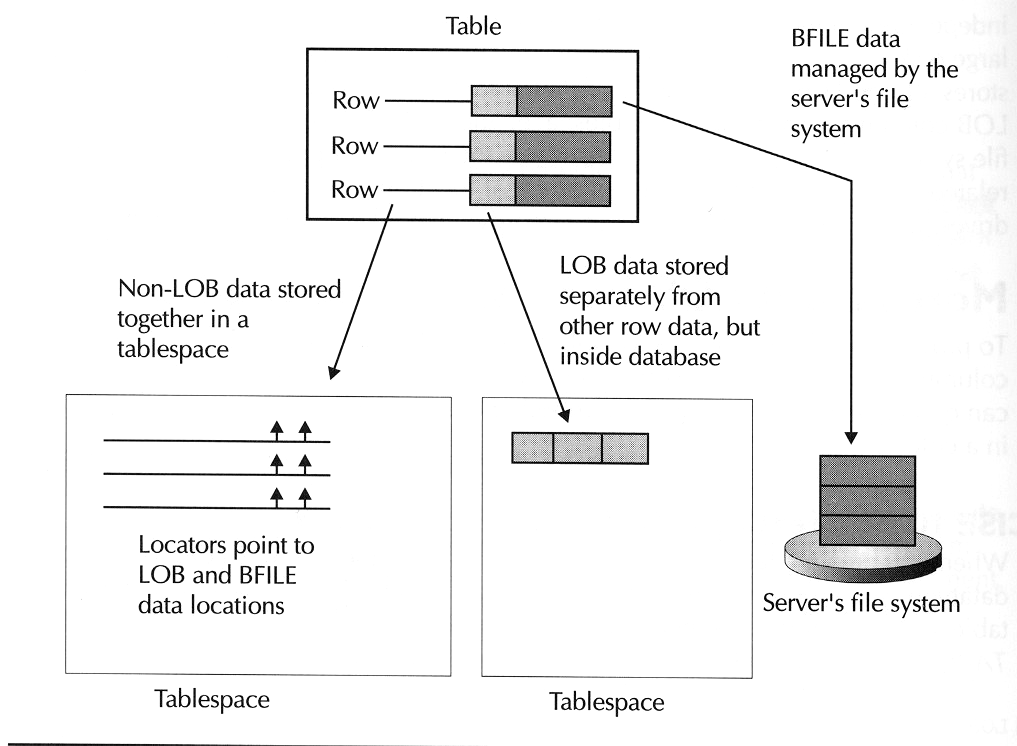 Table
Row
Row
Row
BFILE data
managed by the
server's file
system
Non-LOB data stored
together in a
tablespace
LOB data stored
separately from
other row data, but
inside database
Locators point to
LOB and BFILE
data locations
Server's file system
Tablespace
Tablespace